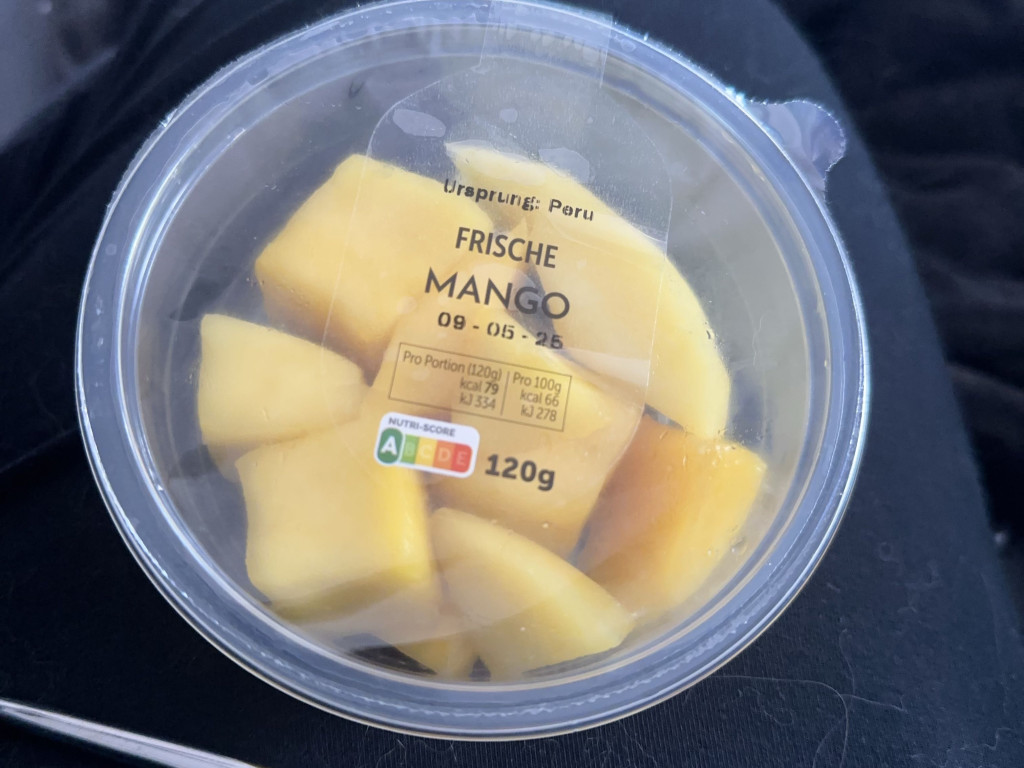 Ursprung: Peru
FRISCHE
MANGO
09 - 05 - 25
Pro Portion (120g)
kcal 79
kJ 334
Pro 100g
kcal 66
kJ 278
NUTRI-SCORE
A B C D E
120g